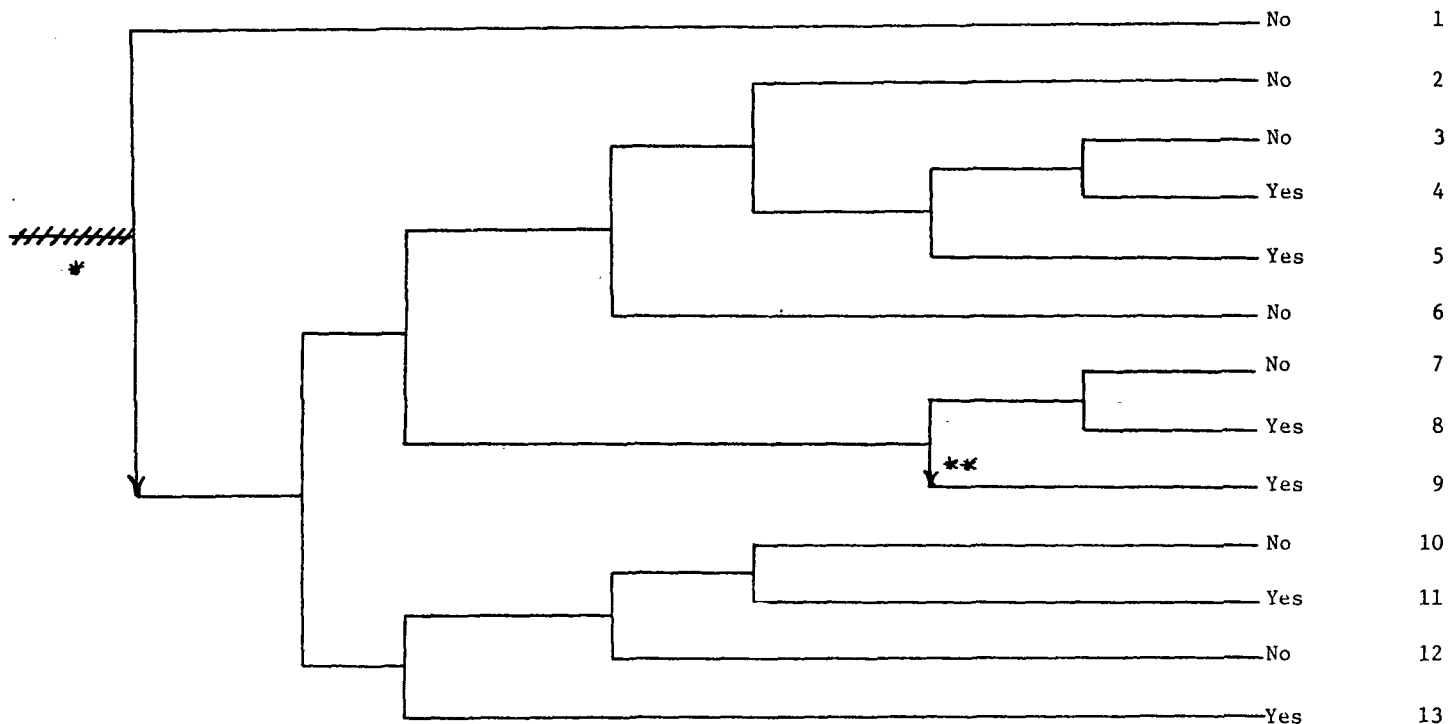 No 1
No 2
No 3
Yes 4
*
Yes 5
No 6
No 7
Yes 8
**
Yes 9
No 10
Yes 11
No 12
Yes 13